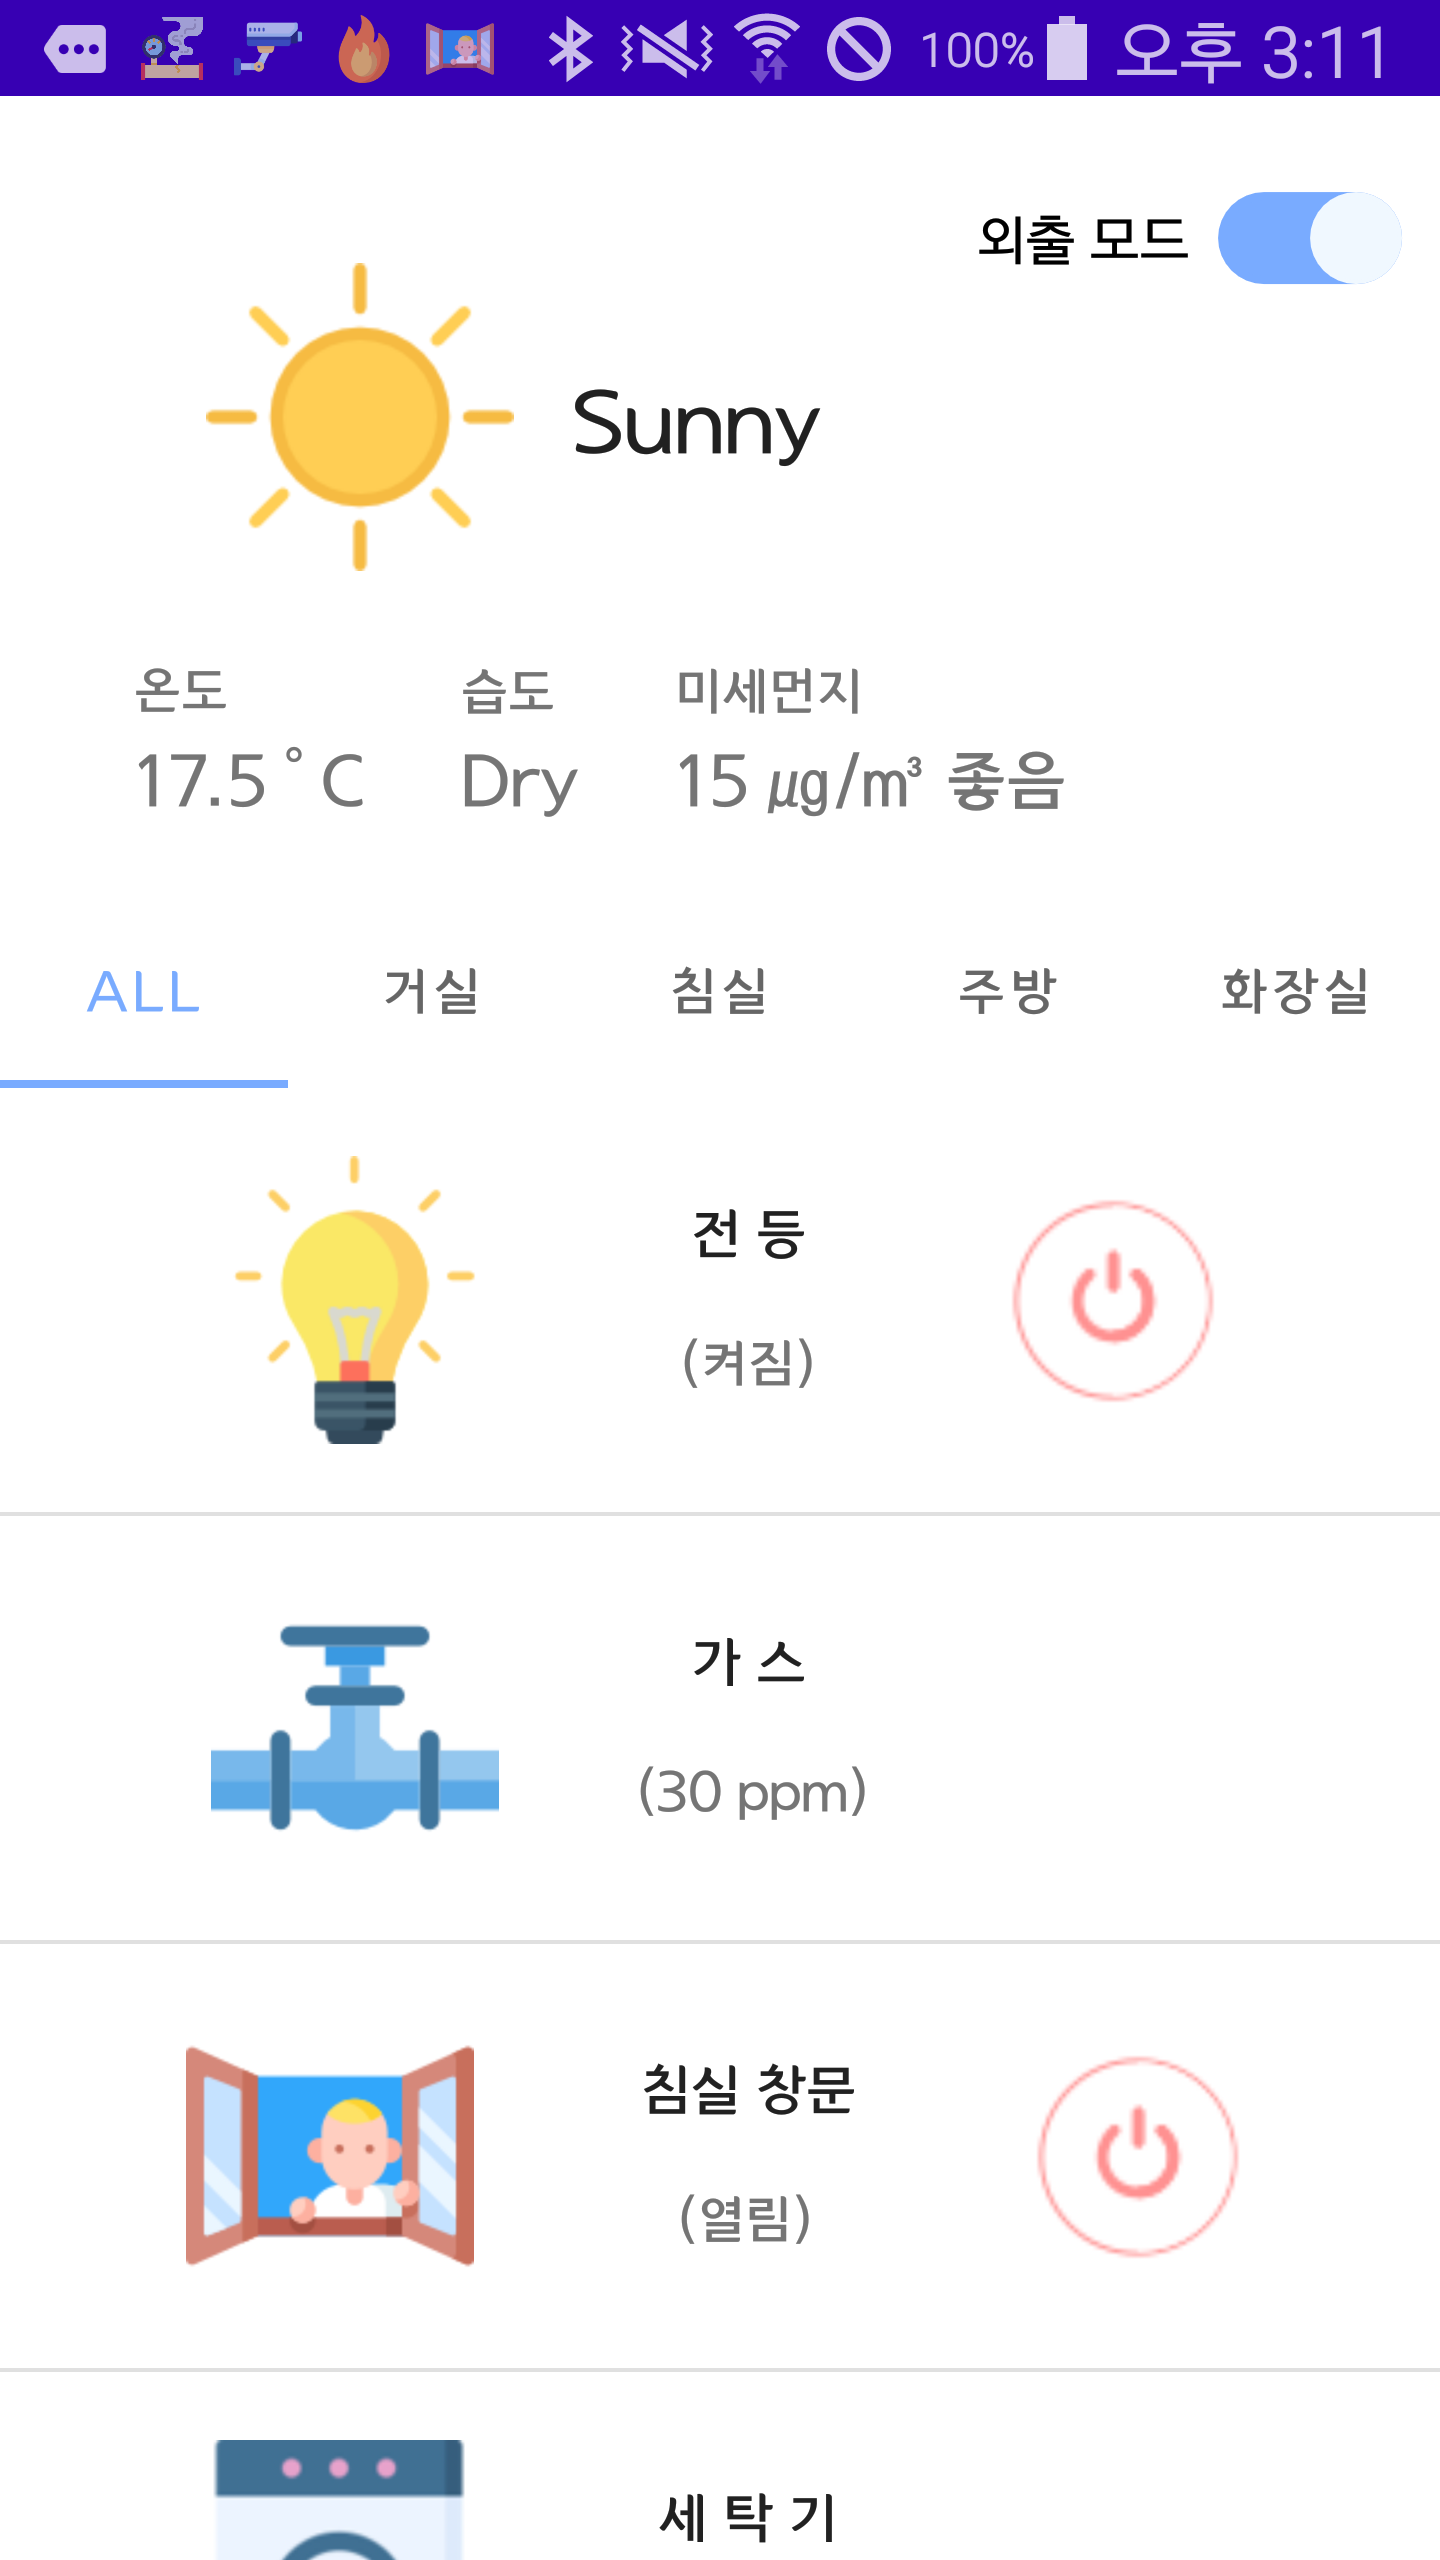 100% 오후 3:11
외출 모드
Sunny
온도 습도 미세먼지
17.5˚C Dry 15 ㎍/m³ 좋음
ALL 거실 침실 주방 화장실
전 등
(켜짐)
가 스
(30 ppm)
침실 창문
(열림)
세 탁 기